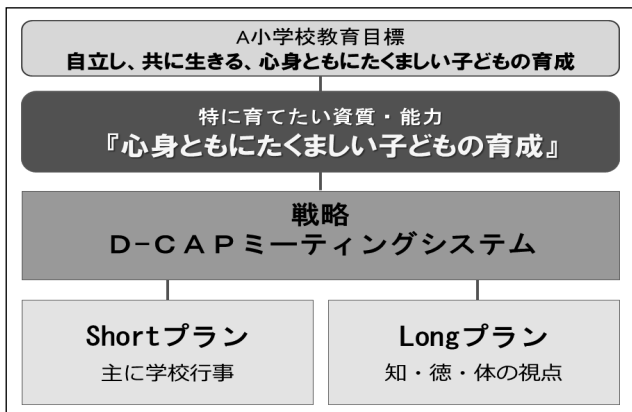 A小学校教育目標
自立し、共に生きる、心身ともにたくましい子どもの育成
特に育てたい資質・能力
『心身ともにたくましい子どもの育成』
戦略
D-CAPミーティングシステム
Shortプラン
主に学校行事
Longプラン
知・徳・体の視点